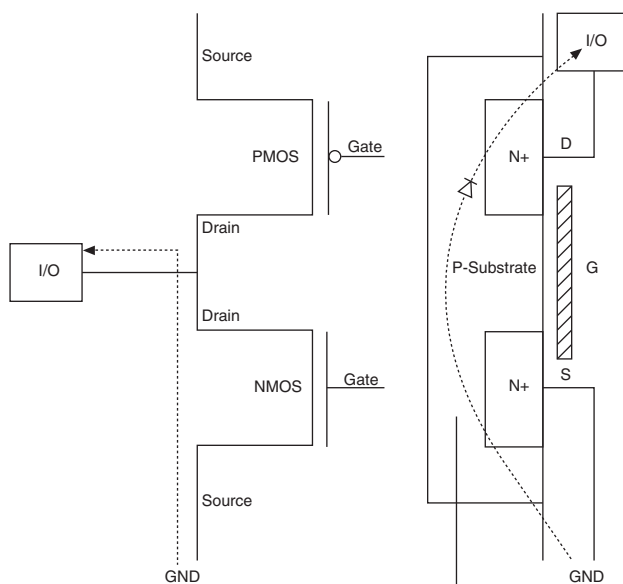 Source
PMOS
Gate
Drain
I/O
Drain
NMOS
Gate
Source
GND
I/O
D
N+
P-Substrate
G
S
N+
GND